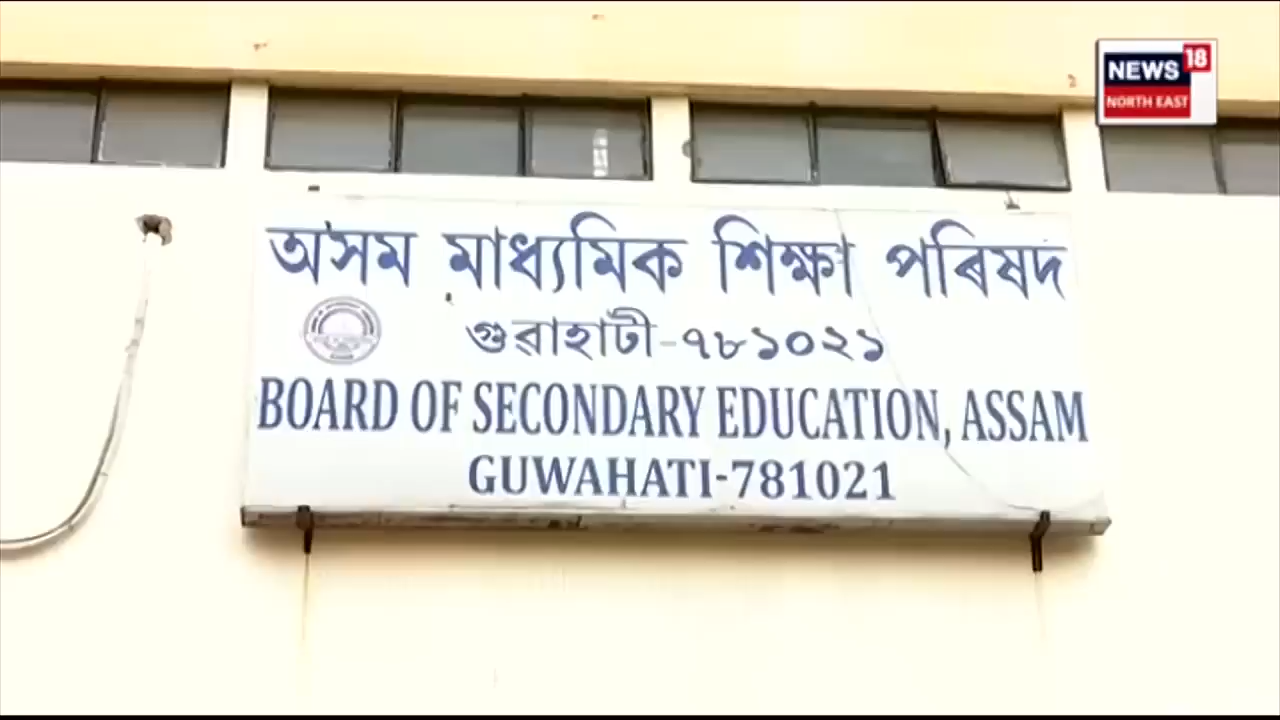 NEWS 18
NORTH EAST
অসম মাধ্যমিক শিক্ষা পৰিষদ
গুৱাহাটী-৭৮১০২১
BOARD OF SECONDARY EDUCATION, ASSAM
GUWAHATI-781021